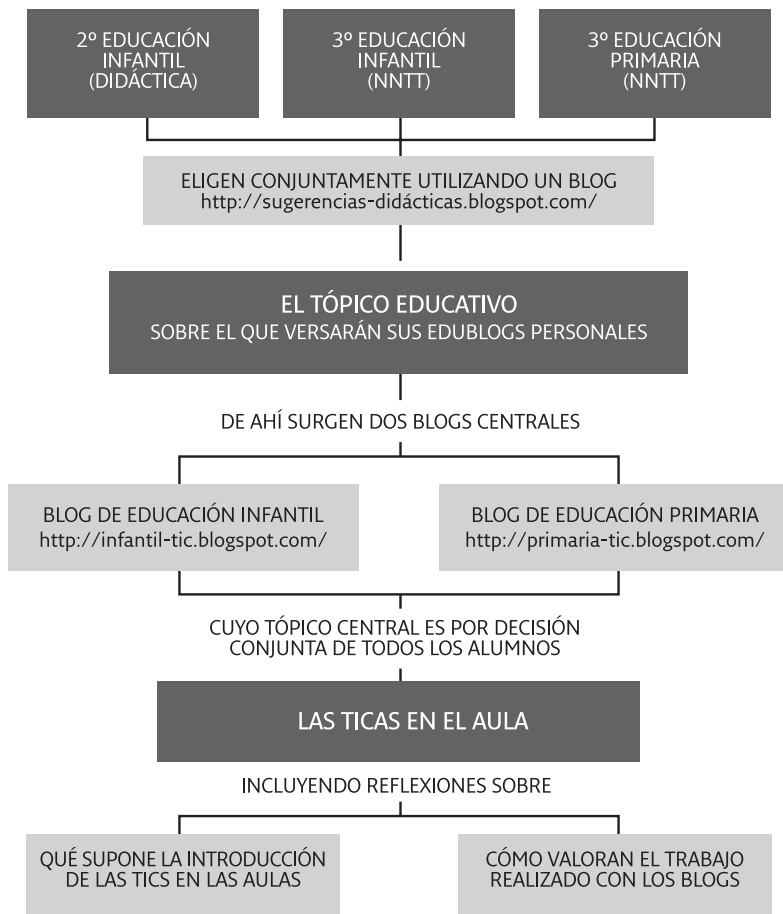 2º EDUCACIÓN
INFANTIL
(DIDÁCTICA)
3º EDUCACIÓN
INFANTIL
(NNTT)
3º EDUCACIÓN
PRIMARIA
(NNTT)
ELIGEN CONJUNTAMENTE UTILIZANDO UN BLOG
http://sugerencias-didácticas.blogspot.com/
EL TÓPICO EDUCATIVO
SOBRE EL QUE VERSARÁN SUS EDUBLOGS PERSONALES
DE AHÍ SURGEN DOS BLOGS CENTRALES
BLOG DE EDUCACIÓN INFANTIL
http://infantil-tic.blogspot.com/
BLOG DE EDUCACIÓN PRIMARIA
http://primaria-tic.blogspot.com/
CUYO TÓPICO CENTRAL ES POR DECISIÓN
CONJUNTA DE TODOS LOS ALUMNOS
LAS TICAS EN EL AULA
INCLUYENDO REFLEXIONES SOBRE
QUÉ SUPONE LA INTRODUCCIÓN
DE LAS TICS EN LAS AULAS
CÓMO VALORAN EL TRABAJO
REALIZADO CON LOS BLOGS